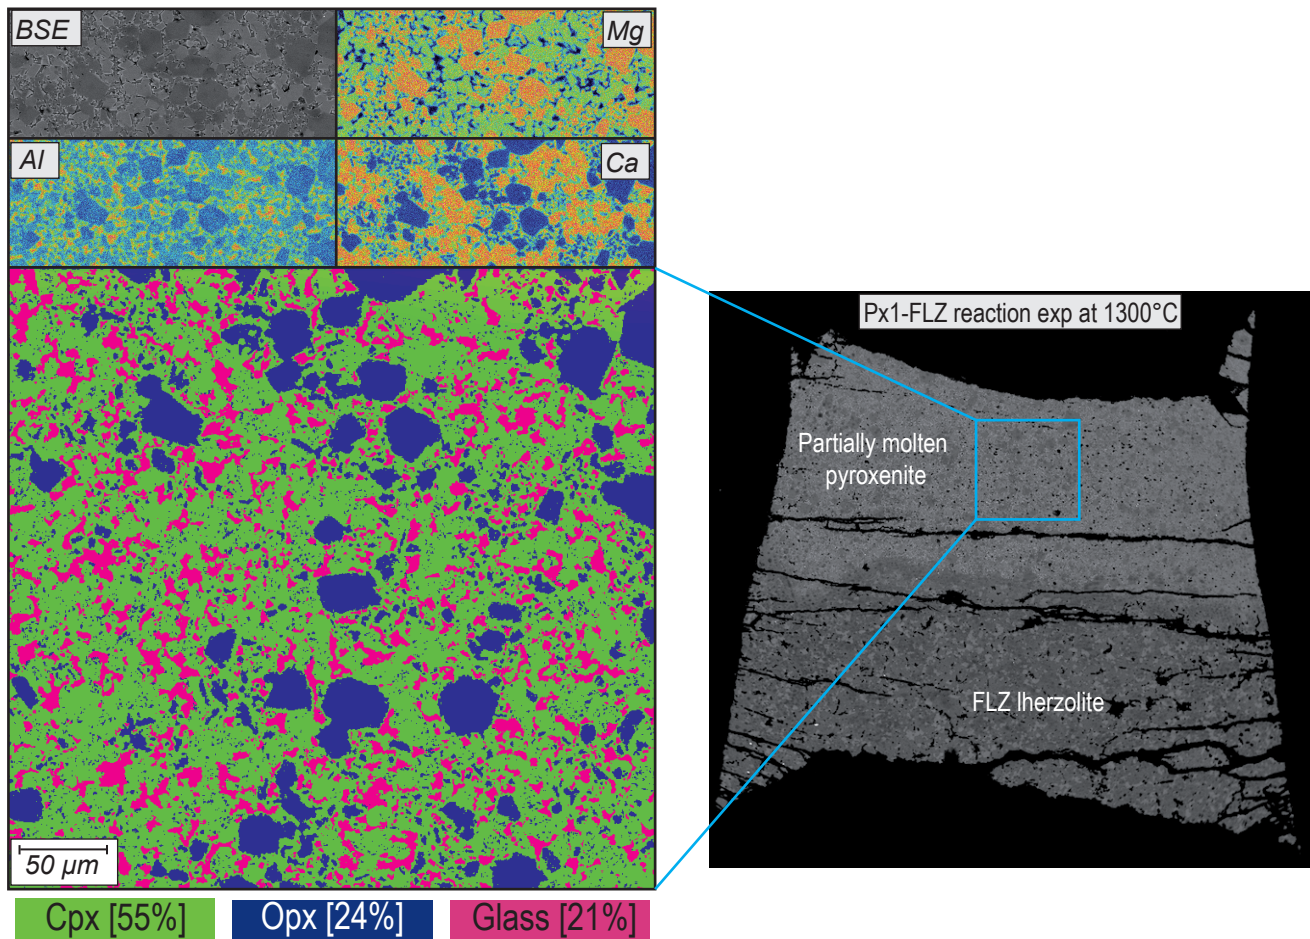 BSE
Mg
Al
Ca
Px1-FLZ reaction exp at 1300°C
Partially molten
pyroxenite
FLZ lherzolite
50 µm
Cpx [55%]
Opx [24%]
Glass [21%]